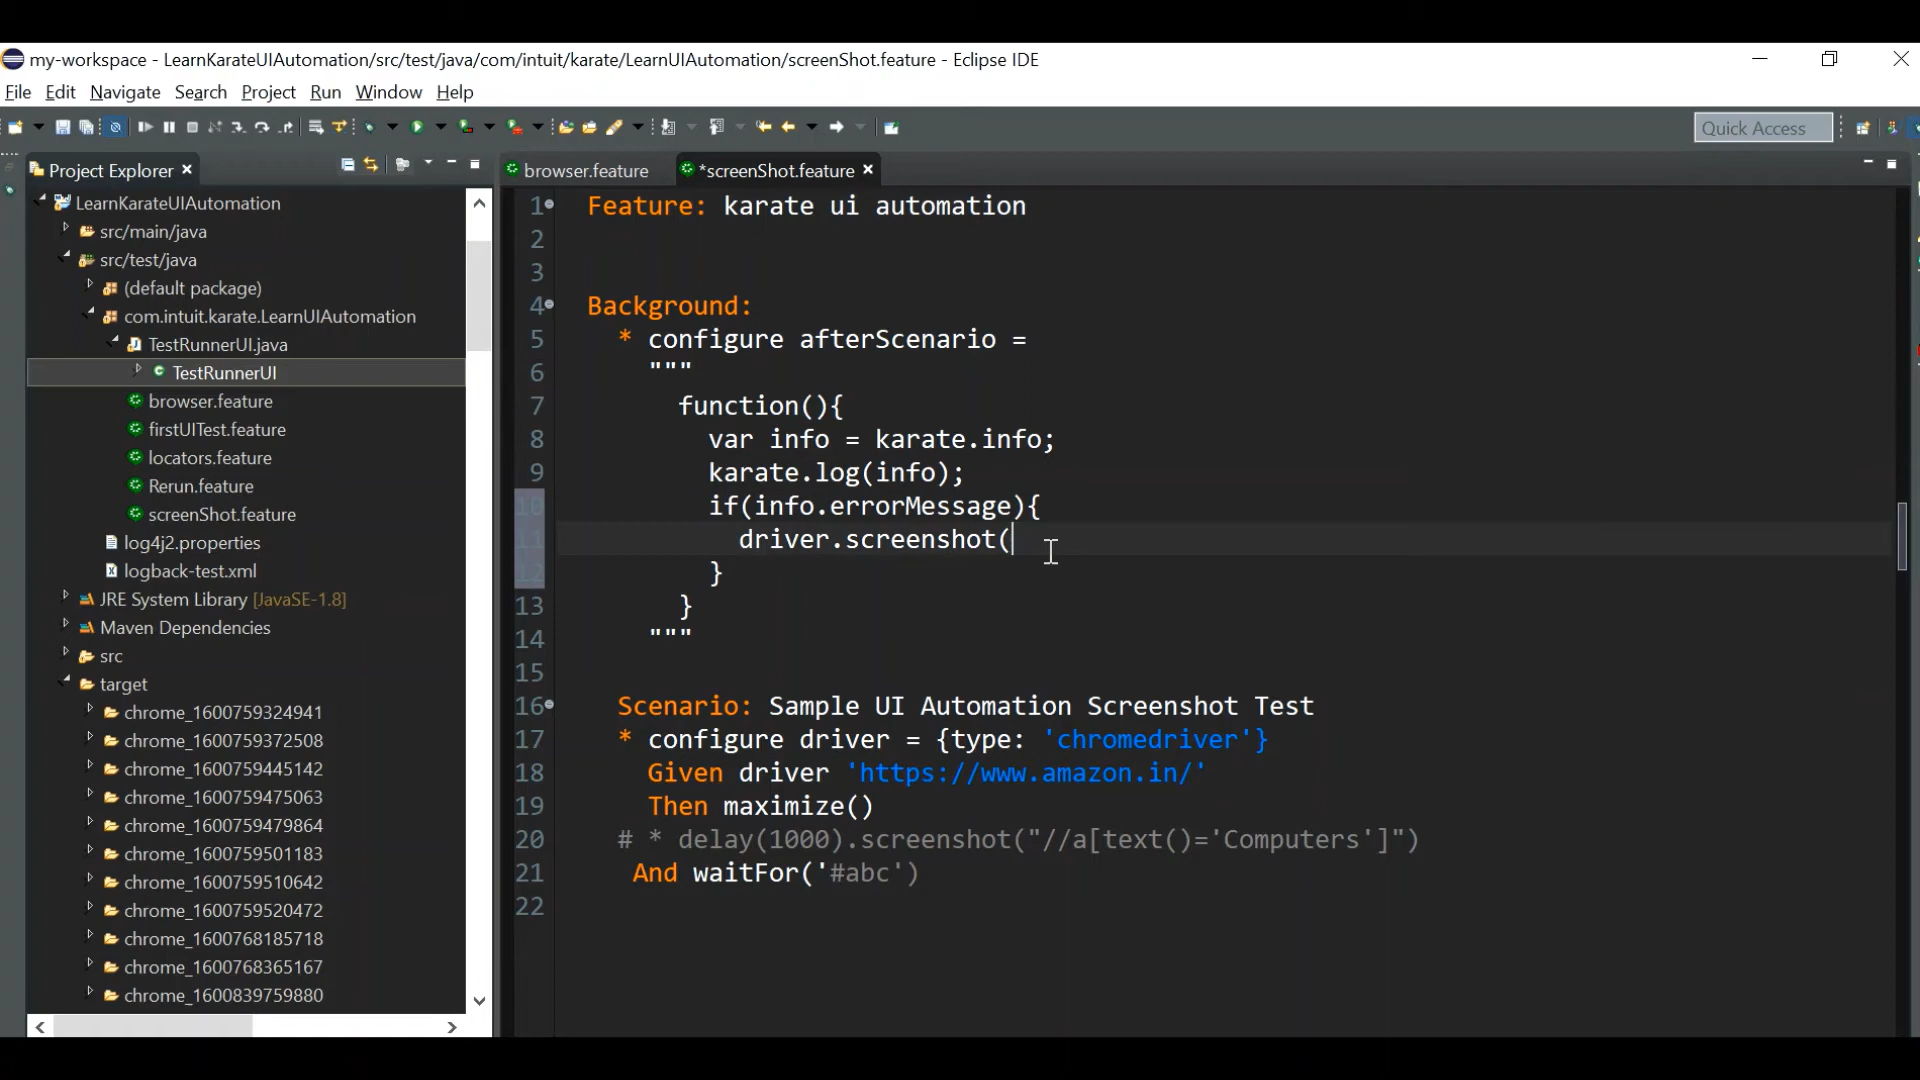 my-workspace - LearnKarateUIAutomation/src/test/java/com/intuit/karate/LearnUIAutomation/screenShot.feature - Eclipse IDE
File Edit Navigate Search Project Run Window Help
Quick Access
Project Explorer
browser.feature
*screenShot.feature
LearnKarateUIAutomation
src/main/java
src/test/java
(default package)
com.intuit.karate.LearnUIAutomation
TestRunnerUI.java
TestRunnerUI
browser.feature
firstUITest.feature
locators.feature
Rerun.feature
screenShot.feature
log4j2.properties
logback-test.xml
JRE System Library [JavaSE-1.8]
Maven Dependencies
src
target
chrome_1600759324941
chrome_1600759372508
chrome_1600759445142
chrome_1600759475063
chrome_1600759479864
chrome_1600759501183
chrome_1600759510642
chrome_1600759520472
chrome_1600768185718
chrome_1600768365167
chrome_1600839759880
1 Feature: karate ui automation
2
3
4 Background:
5 * configure afterScenario =
6 """
7 function(){
8 var info = karate.info;
9 karate.log(info);
10 if(info.errorMessage){
11 driver.screenshot(
12 }
13 }
14 """
15
16 Scenario: Sample UI Automation Screenshot Test
17 * configure driver = {type: 'chromedriver'}
18 Given driver 'https://www.amazon.in/'
19 Then maximize()
20 # * delay(1000).screenshot("//a[text()='Computers']")
21 And waitFor('#abc')
22